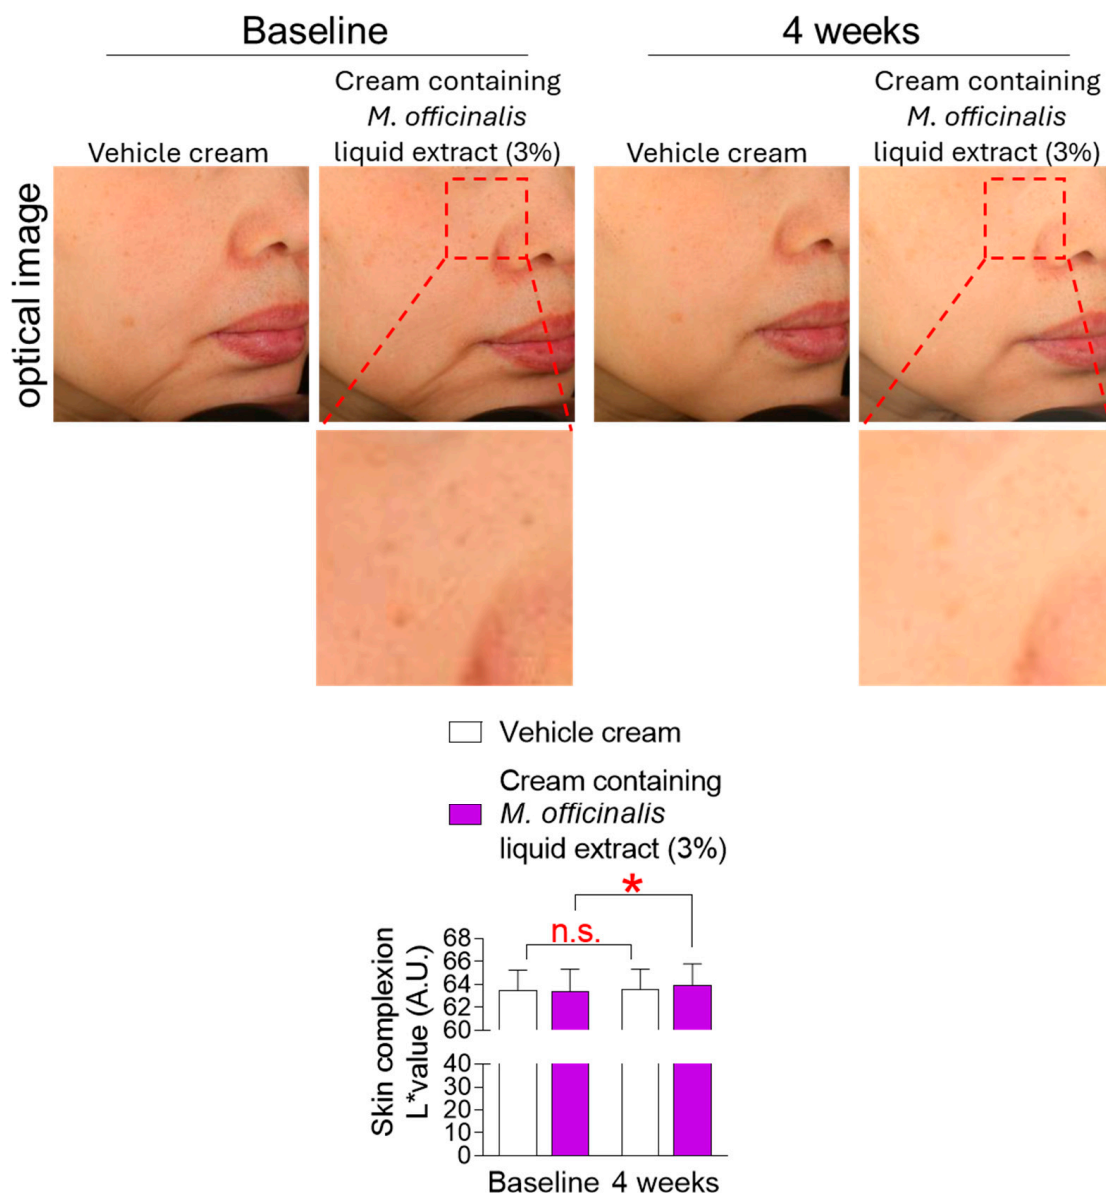 Baseline
4 weeks
Cream containing
M. officinalis
liquid extract (3%)
Vehicle cream
Cream containing
M. officinalis
liquid extract (3%)
Vehicle cream
optical image
Vehicle cream
Cream containing
M. officinalis
liquid extract (3%)
*
n.s.
Skin complexion
L*value (A.U.)
68
66
64
62
60
40
30
20
10
0
Baseline 4 weeks